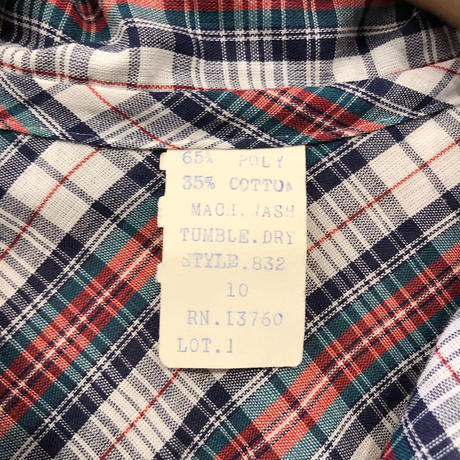 65% POLY
35% COTTON
MACH.WASH
TUMBLE.DRY
STYLE.832
10
RN.13760
LOT.1